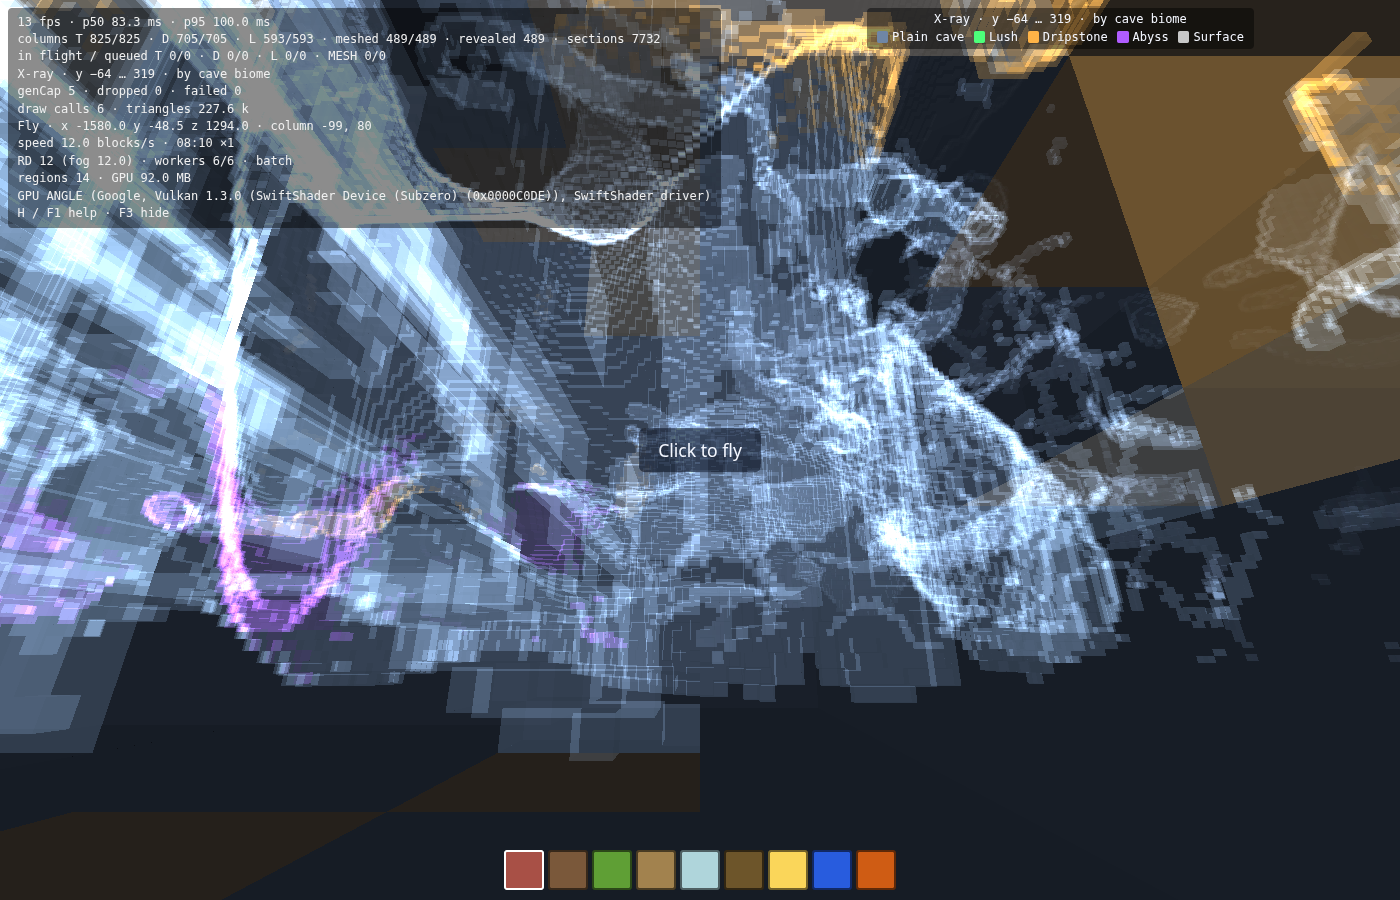 13 fps · p50 83.3 ms · p95 100.0 ms
columns T 825/825 · D 705/705 · L 593/593 · meshed 489/489 · revealed 489 · sections 7732
in flight / queued T 0/0 · D 0/0 · L 0/0 · MESH 0/0
X-ray · y −64 … 319 · by cave biome
genCap 5 · dropped 0 · failed 0
draw calls 6 · triangles 227.6 k
Fly · x -1580.0 y -48.5 z 1294.0 · column -99, 80
speed 12.0 blocks/s · 08:10 ×1
RD 12 (fog 12.0) · workers 6/6 · batch
regions 14 · GPU 92.0 MB
GPU ANGLE (Google, Vulkan 1.3.0 (SwiftShader Device (Subzero) (0x0000C0DE)), SwiftShader driver)
H / F1 help · F3 hide
X-ray · y −64 … 319 · by cave biome
Plain cave Lush Dripstone Abyss Surface
Click to fly